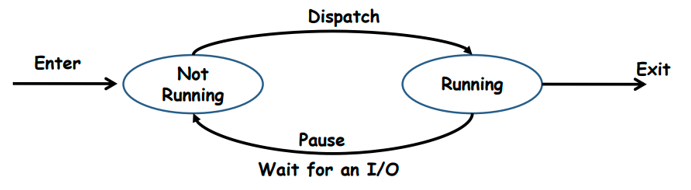 Dispatch
Enter
Not
Running
Running
Exit
Pause
Wait for an I/O